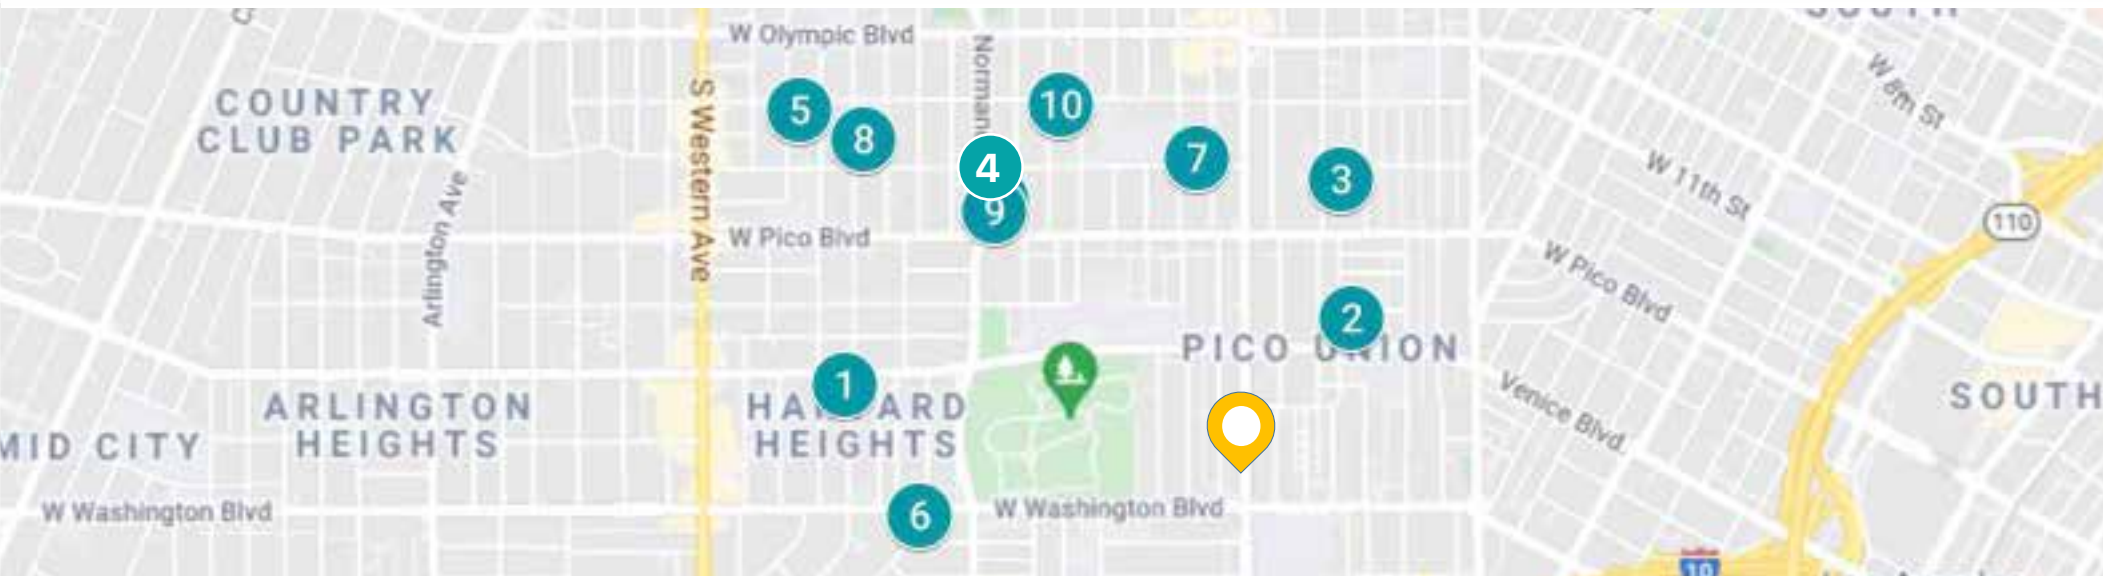 SOUTH
W Olympic Blvd
W 8th St
COUNTRY
CLUB PARK
S Western Ave
5
8
10
4
9
7
3
W 11th St
110
Arlington Ave
W Pico Blvd
W Pico Blvd
2
PICO UNION
1
ARLINGTON
HEIGHTS
HEIGHTS
Venice Blvd
SOUTH
MID CITY
W Washington Blvd
6
W Washington Blvd
10